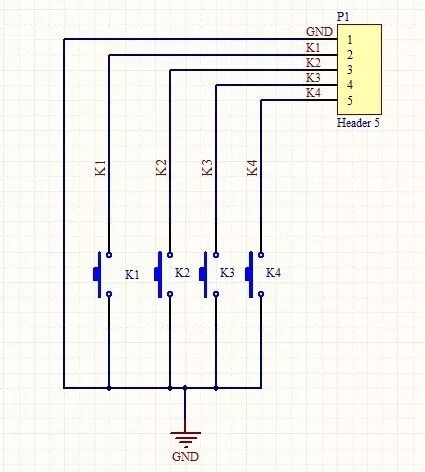 P1
GND 1
K1 2
K2 3
K3 4
K4 5
Header 5
K1 K2 K3 K4
K1 K2 K3 K4
GND